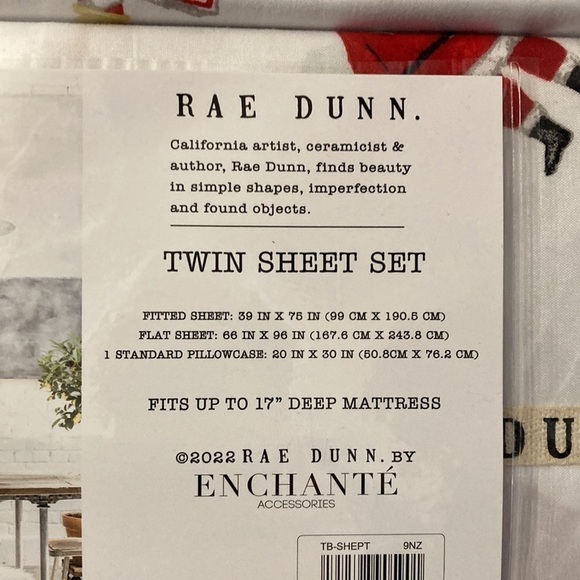 RAE DUNN.
California artist, ceramicist &
author, Rae Dunn, finds beauty
in simple shapes, imperfection
and found objects.
TWIN SHEET SET
FITTED SHEET: 39 IN X 75 IN (99 CM X 190.5 CM)
FLAT SHEET: 66 IN X 96 IN (167.6 CM X 243.8 CM)
1 STANDARD PILLOWCASE: 20 IN X 30 IN (50.8CM X 76.2 CM)
FITS UP TO 17” DEEP MATTRESS
DU
©2022 RAE DUNN. BY
ENCHANTÉ
ACCESSORIES
TB-SHEPT 9NZ